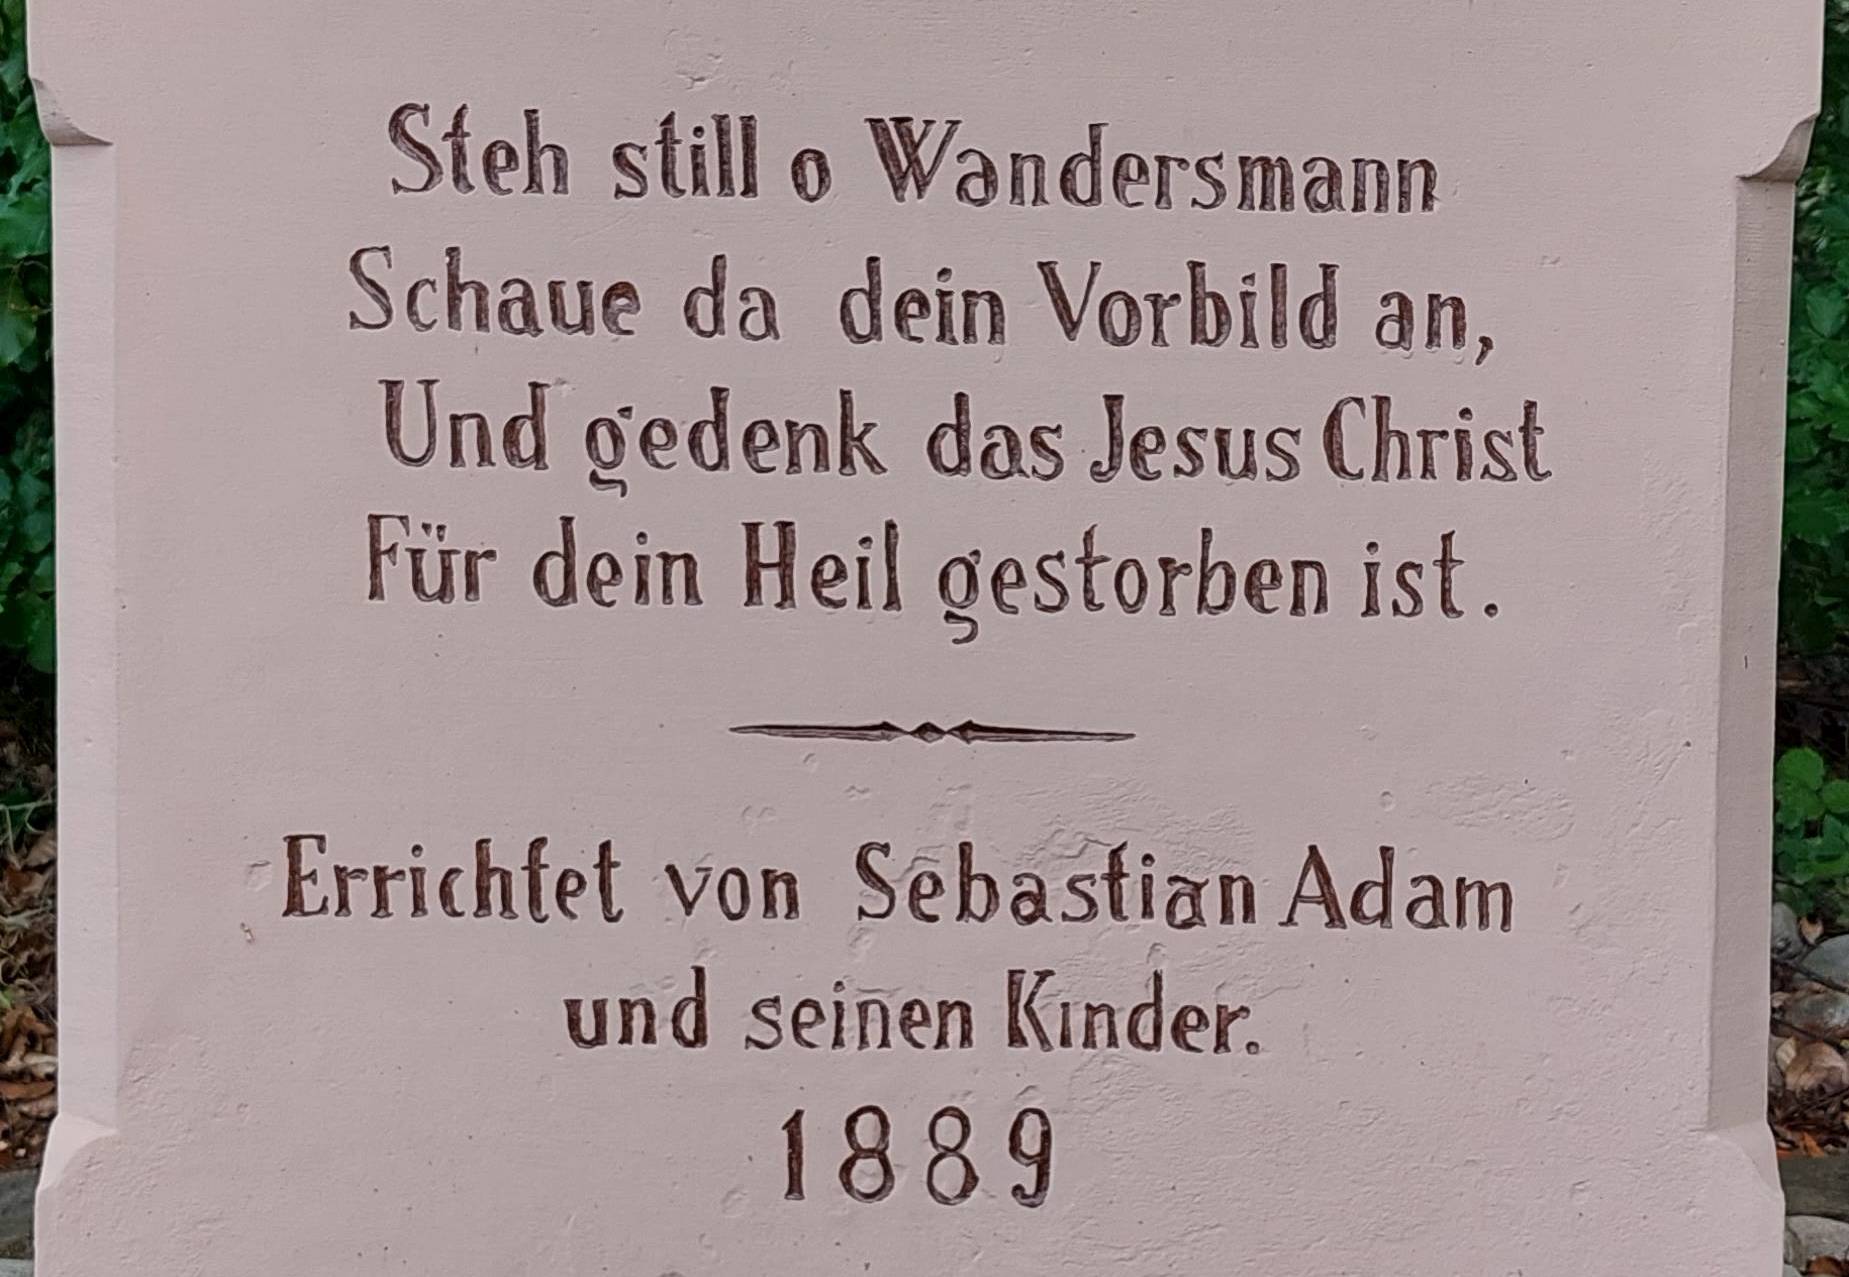 Steh still o Wandersmann
Schaue da dein Vorbild an,
Und gedenk das Jesus Christ
Für dein Heil gestorben ist.
Errichtet von Sebastian Adam
und seinen Kinder.
1889